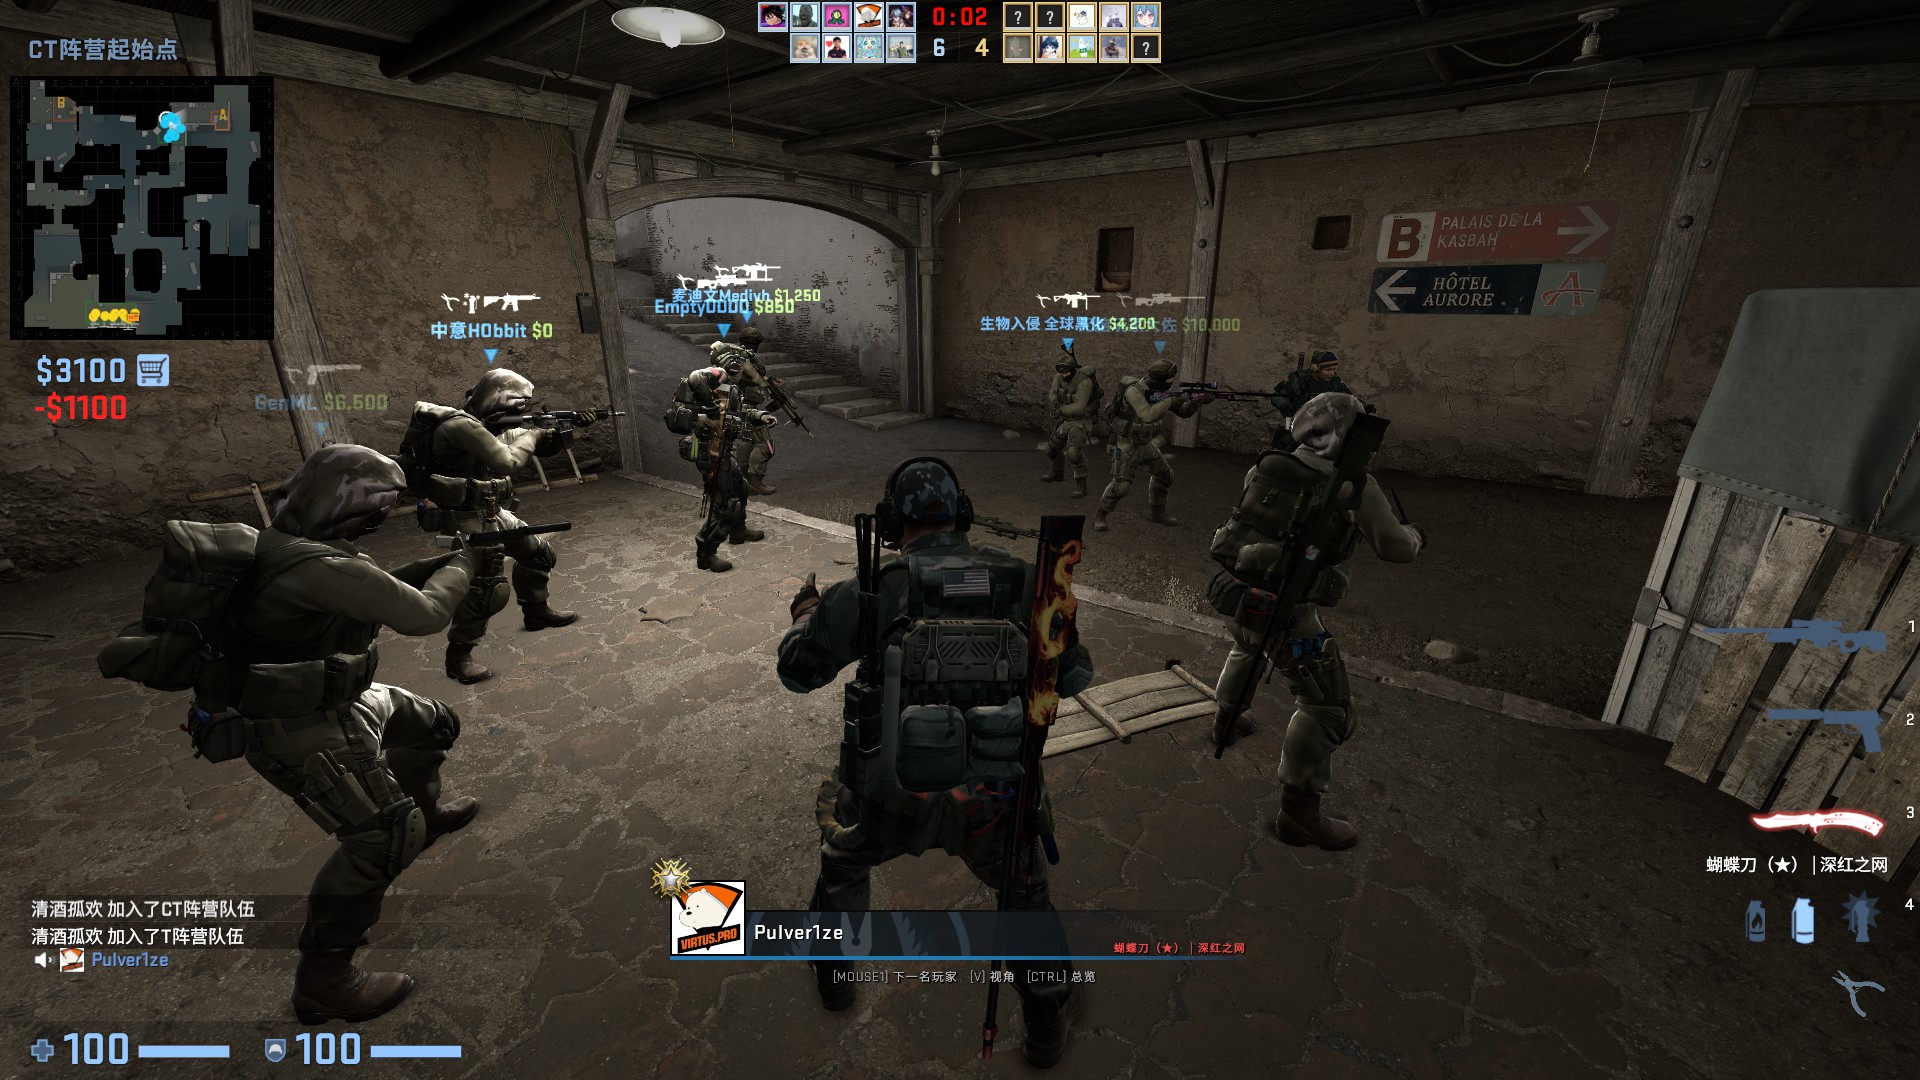 CT阵营起始点
0:02
6 4
? ?
?
B
A
$3100
-$1100
GenML $6,500
中意H0bbit $0
麦迪文Medivh $1,250
EmptyDDDD $850
生物入侵 全球黑化 $4,200
佐 $10,000
B PALAIS DE LA KASBAH
HÔTEL AURORE A
1
2
3
蝴蝶刀（★） | 深红之网
4
清酒孤欢 加入了CT阵营队伍
清酒孤欢 加入了T阵营队伍
Pulver1ze
VIRTUS.PRO
Pulver1ze
蝴蝶刀（★） | 深红之网
[MOUSE1] 下一名玩家 [V] 视角 [CTRL] 总览
100
100